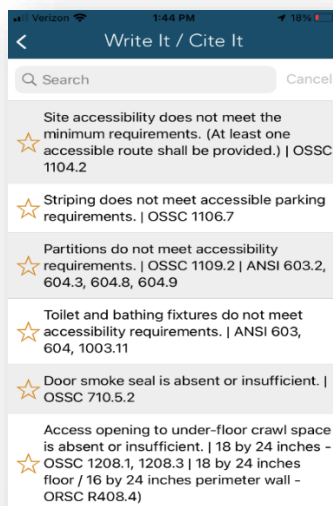 Verizon 1:44 PM 18%
Write It / Cite It
Search Cancel
Site accessibility does not meet the
minimum requirements. (At least one
accessible route shall be provided.) | OSSC
1104.2
Striping does not meet accessible parking
requirements. | OSSC 1106.7
Partitions do not meet accessibility
requirements. | OSSC 1109.2 | ANSI 603.2,
604.3, 604.8, 604.9
Toilet and bathing fixtures do not meet
accessibility requirements. | ANSI 603,
604, 1003.11
Door smoke seal is absent or insufficient. |
OSSC 710.5.2
Access opening to under-floor crawl space
is absent or insufficient. | 18 by 24 inches -
OSSC 1208.1, 1208.3 | 18 by 24 inches
floor / 16 by 24 inches perimeter wall -
ORSC R408.4)